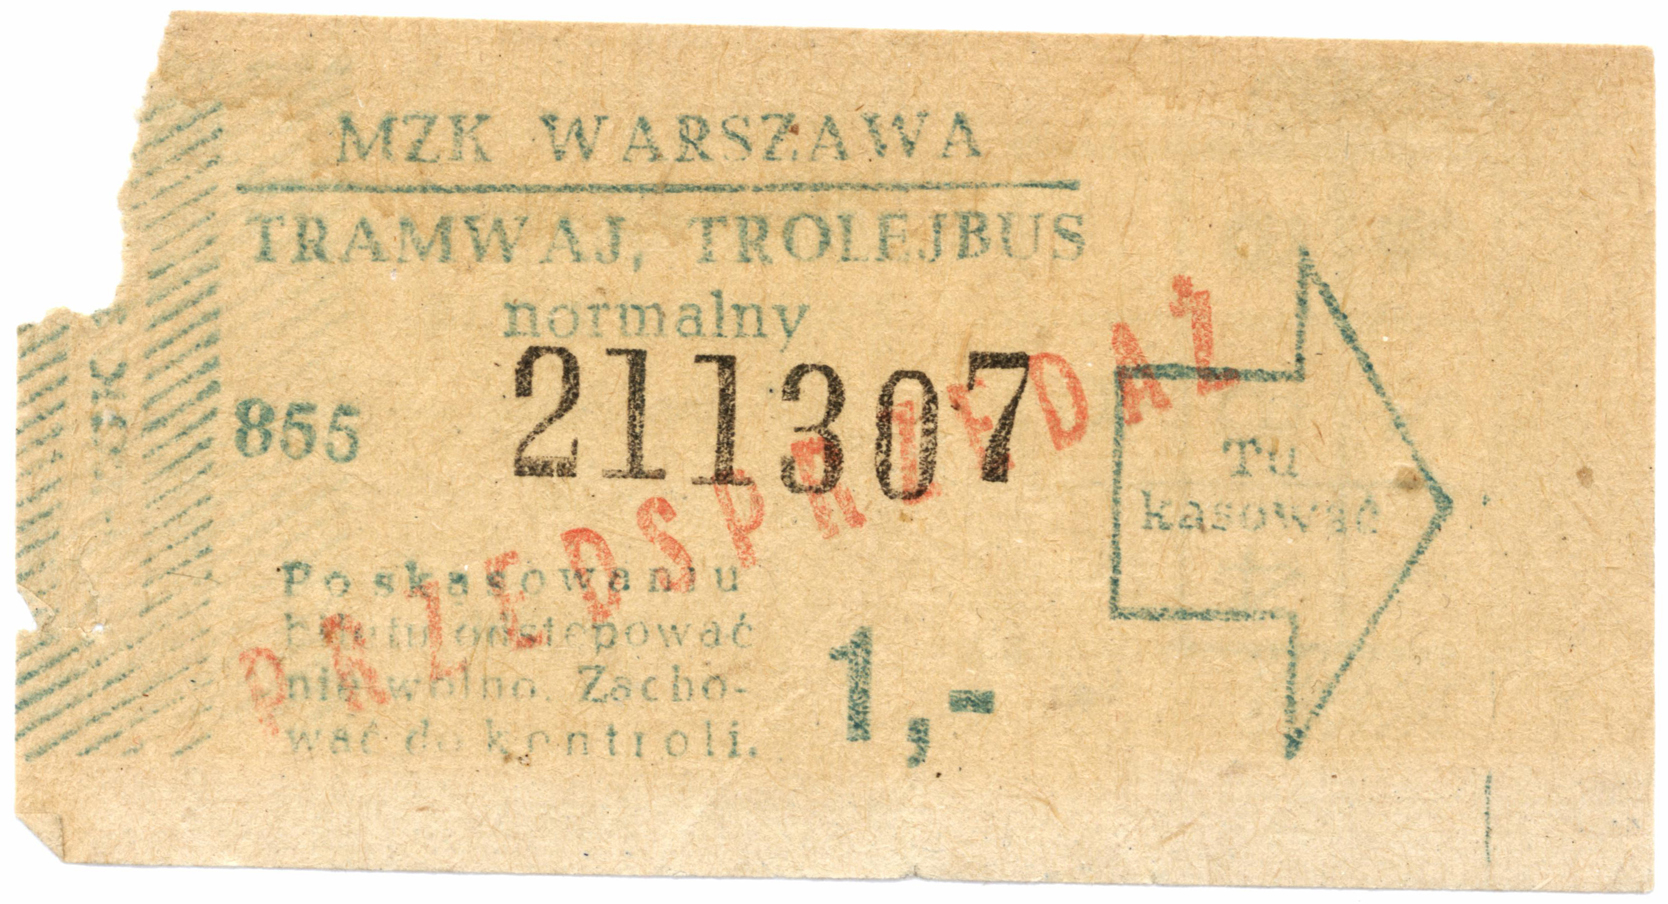 MZK WARSZAWA
TRAMWAJ, TROLEJBUS
normalny
211307
855
PRZEDSPRZEDAŻ
Tu
kasować
Po skasowaniu
biletu odstępować
nie wolno. Zacho-
wać do kontroli.
1,-